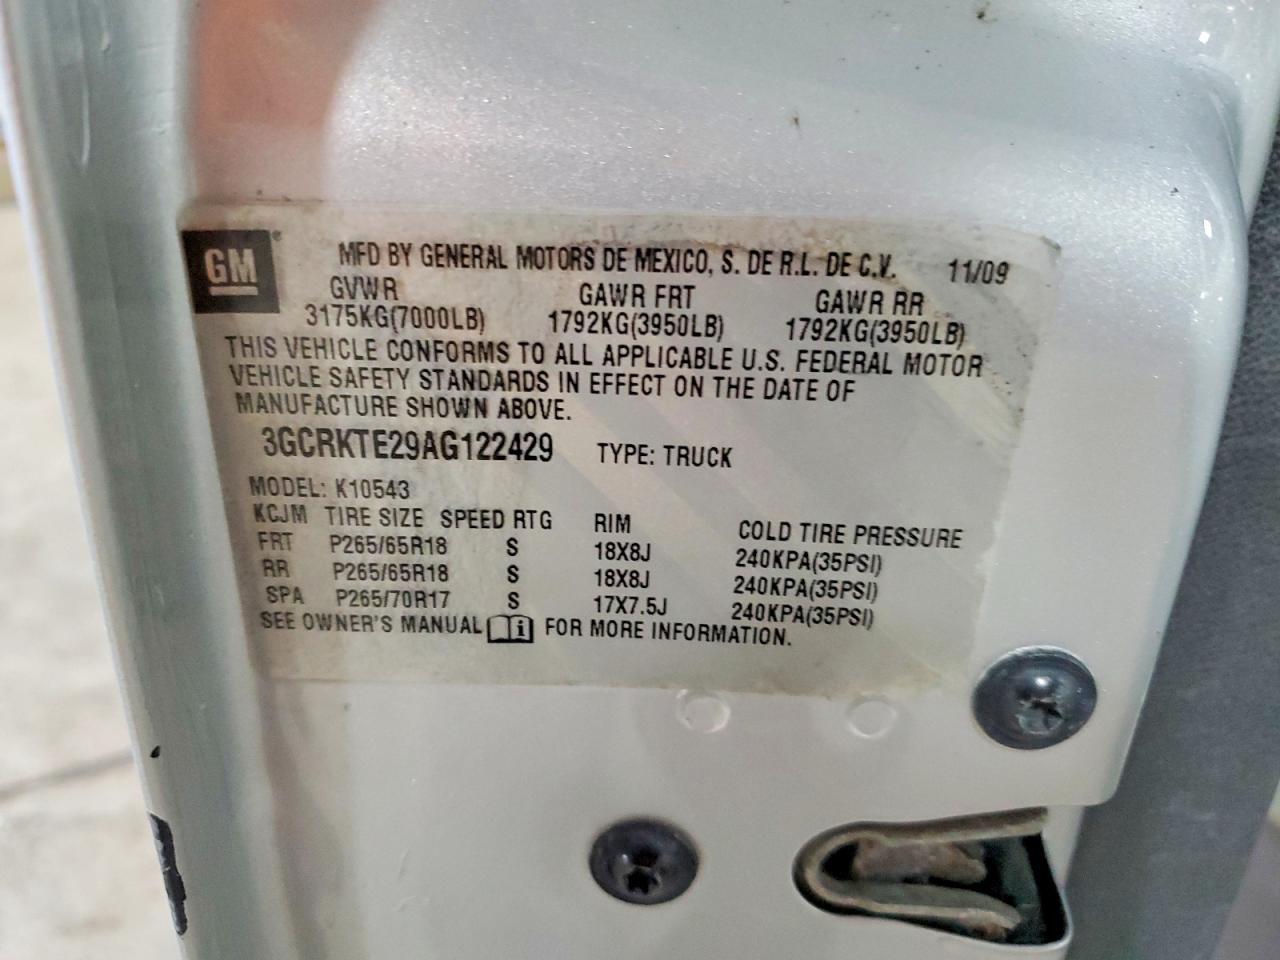 GM
MFD BY GENERAL MOTORS DE MEXICO, S. DE R.L. DE C.V. 11/09
GVWR GAWR FRT GAWR RR
3175KG(7000LB) 1792KG(3950LB) 1792KG(3950LB)
THIS VEHICLE CONFORMS TO ALL APPLICABLE U.S. FEDERAL MOTOR
VEHICLE SAFETY STANDARDS IN EFFECT ON THE DATE OF
MANUFACTURE SHOWN ABOVE.
3GCRKTE29AG122429 TYPE: TRUCK
MODEL: K10543
KCJM TIRE SIZE SPEED RTG RIM COLD TIRE PRESSURE
FRT P265/65R18 S 18X8J 240KPA(35PSI)
RR P265/65R18 S 18X8J 240KPA(35PSI)
SPA P265/70R17 S 17X7.5J 240KPA(35PSI)
SEE OWNER'S MANUAL i FOR MORE INFORMATION.